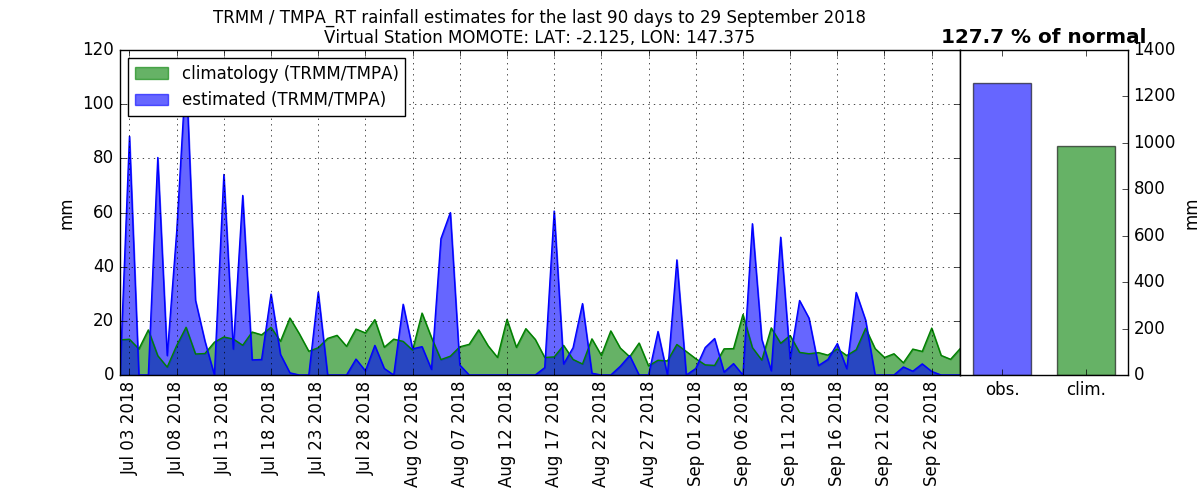 TRMM / TMPA_RT rainfall estimates for the last 90 days to 29 September 2018
Virtual Station MOMOTE: LAT: -2.125, LON: 147.375
127.7 % of normal
climatology (TRMM/TMPA)
estimated (TRMM/TMPA)
mm
120
100
80
60
40
20
0
Jul 03 2018
Jul 08 2018
Jul 13 2018
Jul 18 2018
Jul 23 2018
Jul 28 2018
Aug 02 2018
Aug 07 2018
Aug 12 2018
Aug 17 2018
Aug 22 2018
Aug 27 2018
Sep 01 2018
Sep 06 2018
Sep 11 2018
Sep 16 2018
Sep 21 2018
Sep 26 2018
1400
1200
1000
800
600
400
200
0
mm
obs.
clim.